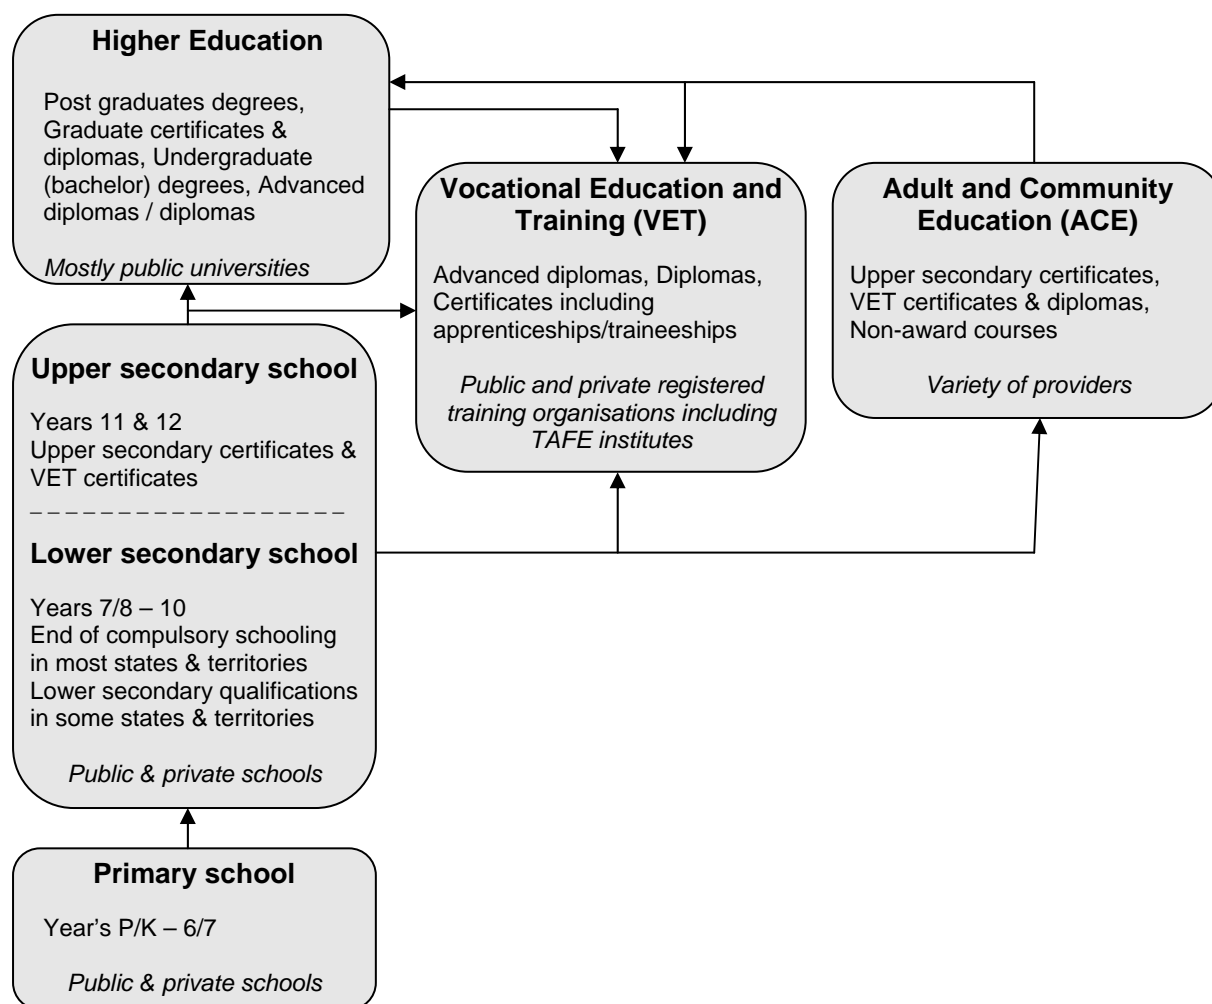 Higher Education
Post graduates degrees,
Graduate certificates &
diplomas, Undergraduate
(bachelor) degrees, Advanced
diplomas / diplomas
Mostly public universities
Vocational Education and
Training (VET)
Advanced diplomas, Diplomas,
Certificates including
apprenticeships/traineeships
Public and private registered
training organisations including
TAFE institutes
Adult and Community
Education (ACE)
Upper secondary certificates,
VET certificates & diplomas,
Non-award courses
Variety of providers
Upper secondary school
Years 11 & 12
Upper secondary certificates &
VET certificates
Lower secondary school
Years 7/8 – 10
End of compulsory schooling
in most states & territories
Lower secondary qualifications
in some states & territories
Public & private schools
Primary school
Year’s P/K – 6/7
Public & private schools